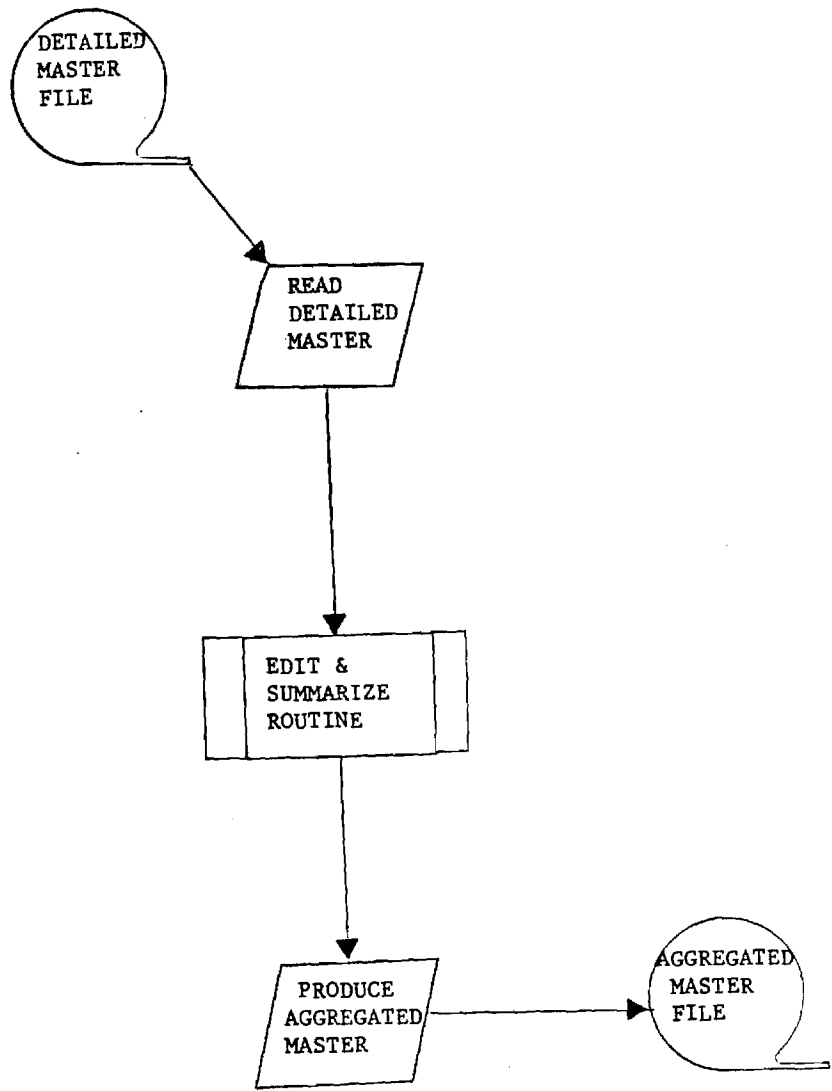 DETAILED
MASTER
FILE
READ
DETAILED
MASTER
EDIT &
SUMMARIZE
ROUTINE
PRODUCE
AGGREGATED
MASTER
AGGREGATED
MASTER
FILE